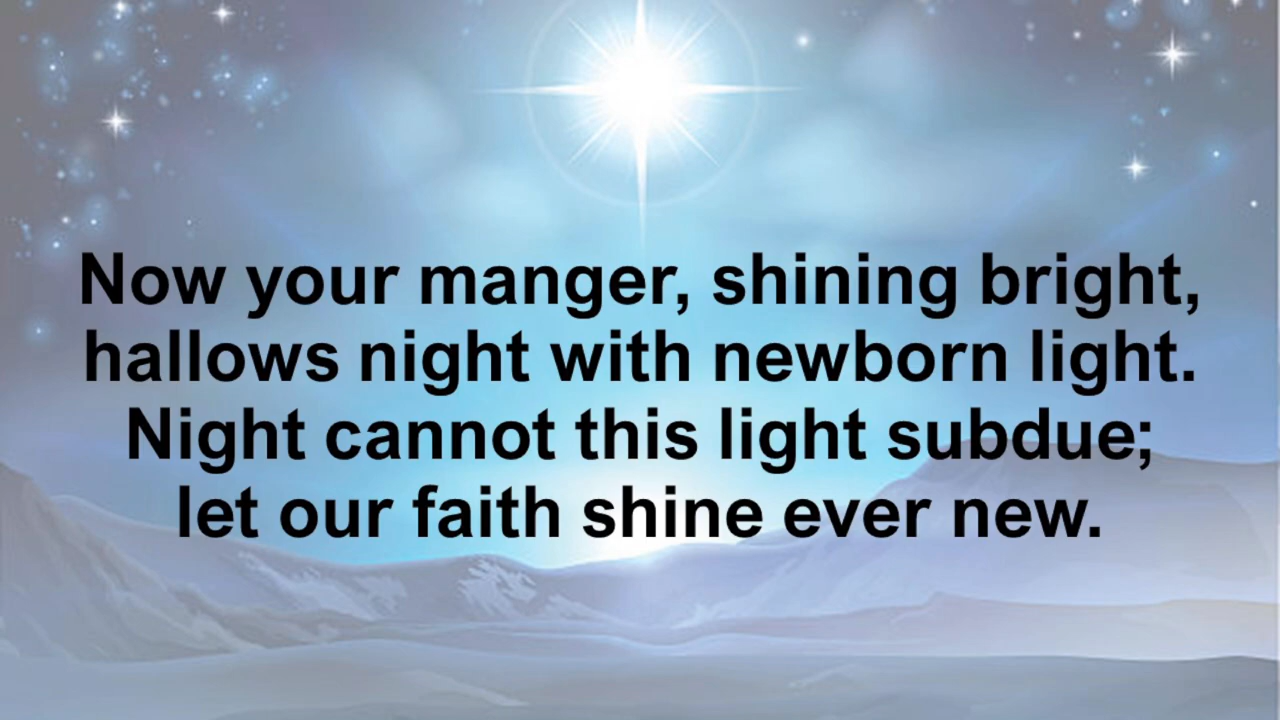 Now your manger, shining bright,
hallows night with newborn light.
Night cannot this light subdue;
let our faith shine ever new.